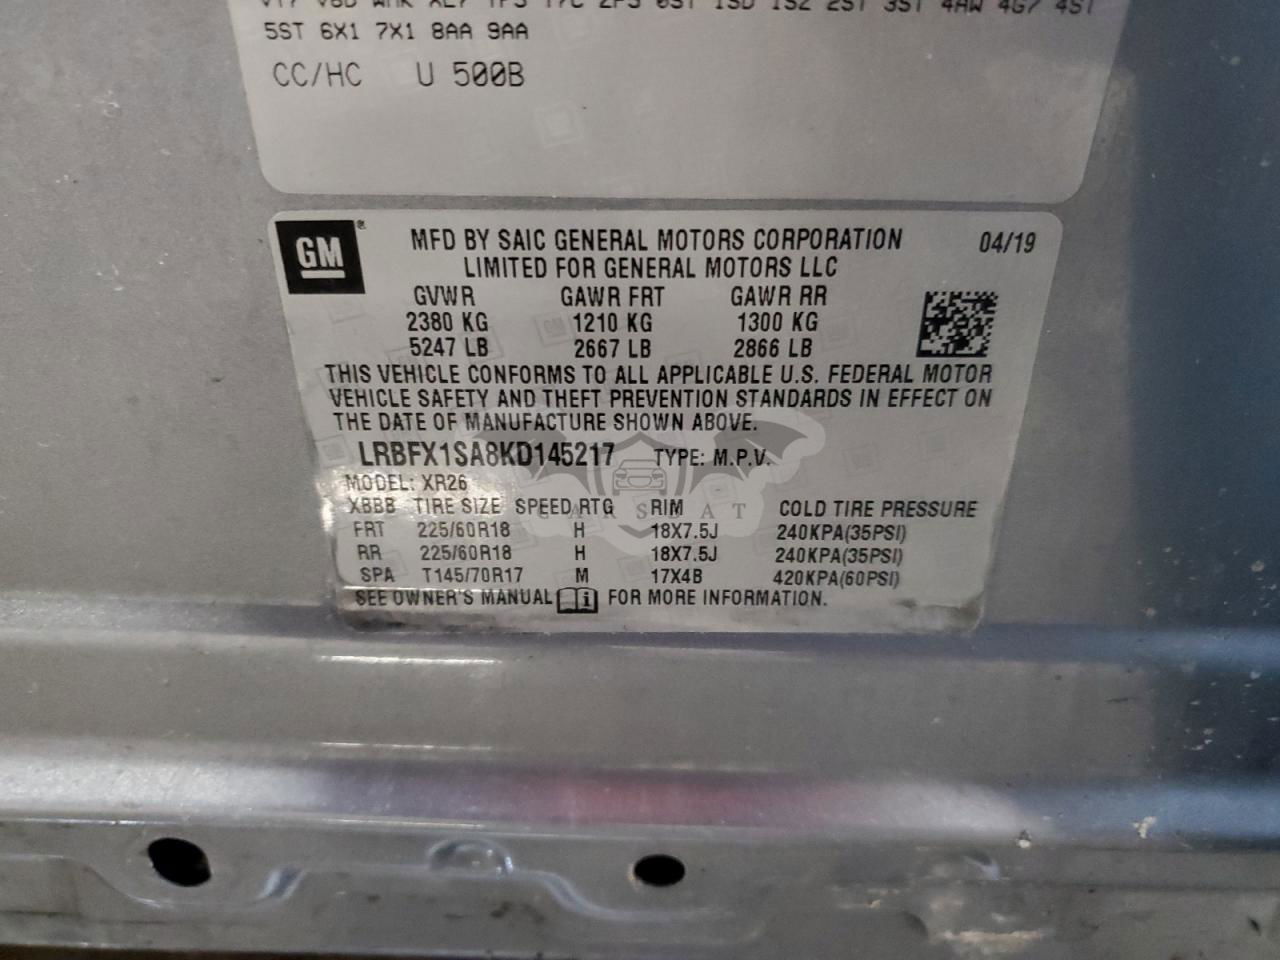 5ST 6X1 7X1 8AA 9AA
CC/HC U 500B
GM ®
MFD BY SAIC GENERAL MOTORS CORPORATION 04/19
LIMITED FOR GENERAL MOTORS LLC
GVWR GAWR FRT GAWR RR
2380 KG 1210 KG 1300 KG
5247 LB 2667 LB 2866 LB
THIS VEHICLE CONFORMS TO ALL APPLICABLE U.S. FEDERAL MOTOR
VEHICLE SAFETY AND THEFT PREVENTION STANDARDS IN EFFECT ON
THE DATE OF MANUFACTURE SHOWN ABOVE.
LRBFX1SA8KD145217 TYPE: M.P.V.
MODEL: XR26
XBBB TIRE SIZE SPEED RTG RIM COLD TIRE PRESSURE
CARSBAT
FRT 225/60R18 H 18X7.5J 240KPA(35PSI)
RR 225/60R18 H 18X7.5J 240KPA(35PSI)
SPA T145/70R17 M 17X4B 420KPA(60PSI)
SEE OWNER'S MANUAL i FOR MORE INFORMATION.